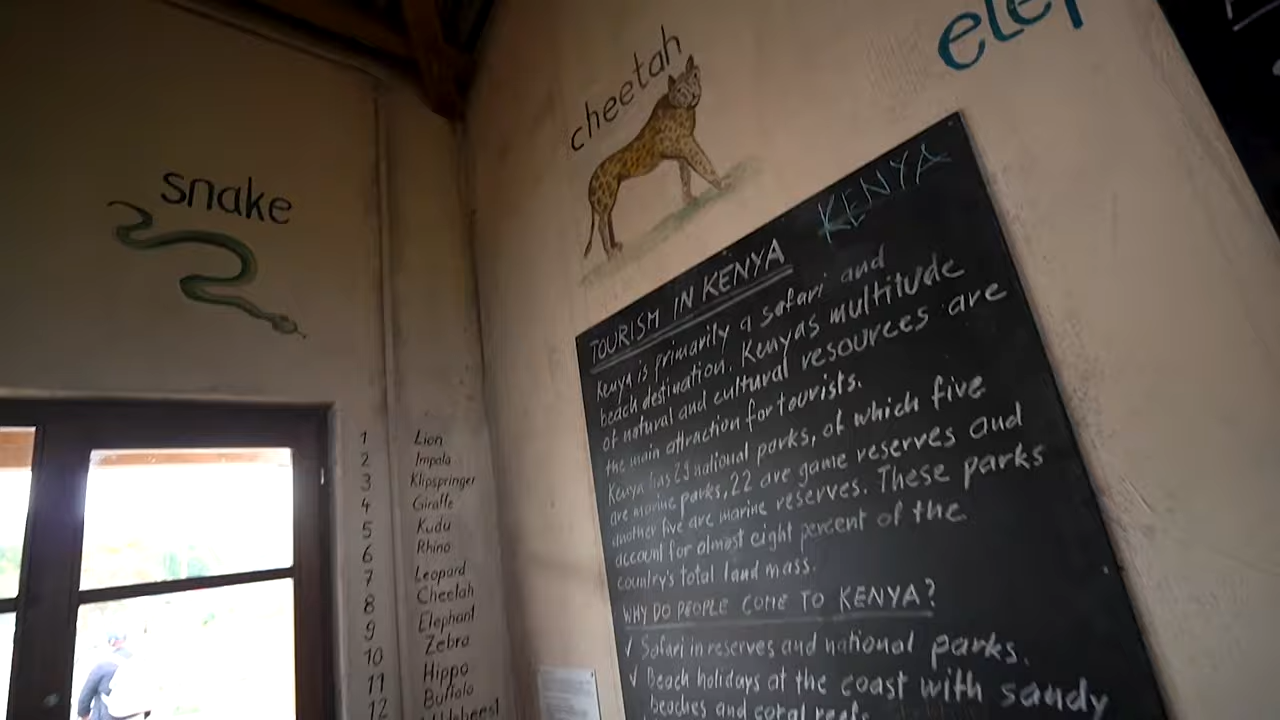 cheetah
snake
KENYA
TOURISM IN KENYA
Kenya is primarily a safari and
beach destination. Kenyas multitude
of natural and cultural resources are
the main attraction for tourists.
Kenya has 23 national parks, of which five
are marine parks, 22 are game reserves and
another five are marine reserves. These parks
account for almost eight percent of the
country's total land mass.
WHY DO PEOPLE COME TO KENYA?
√ Safari in reserves and national parks.
√ Beach holidays at the coast with sandy
beaches and coral reefs
1 Lion
2 Impala
3 Klipspringer
4 Giraffe
5 Kudu
6 Rhino
7 Leopard
8 Cheetah
9 Elephant
10 Zebra
11 Hippo
12 Buffalo